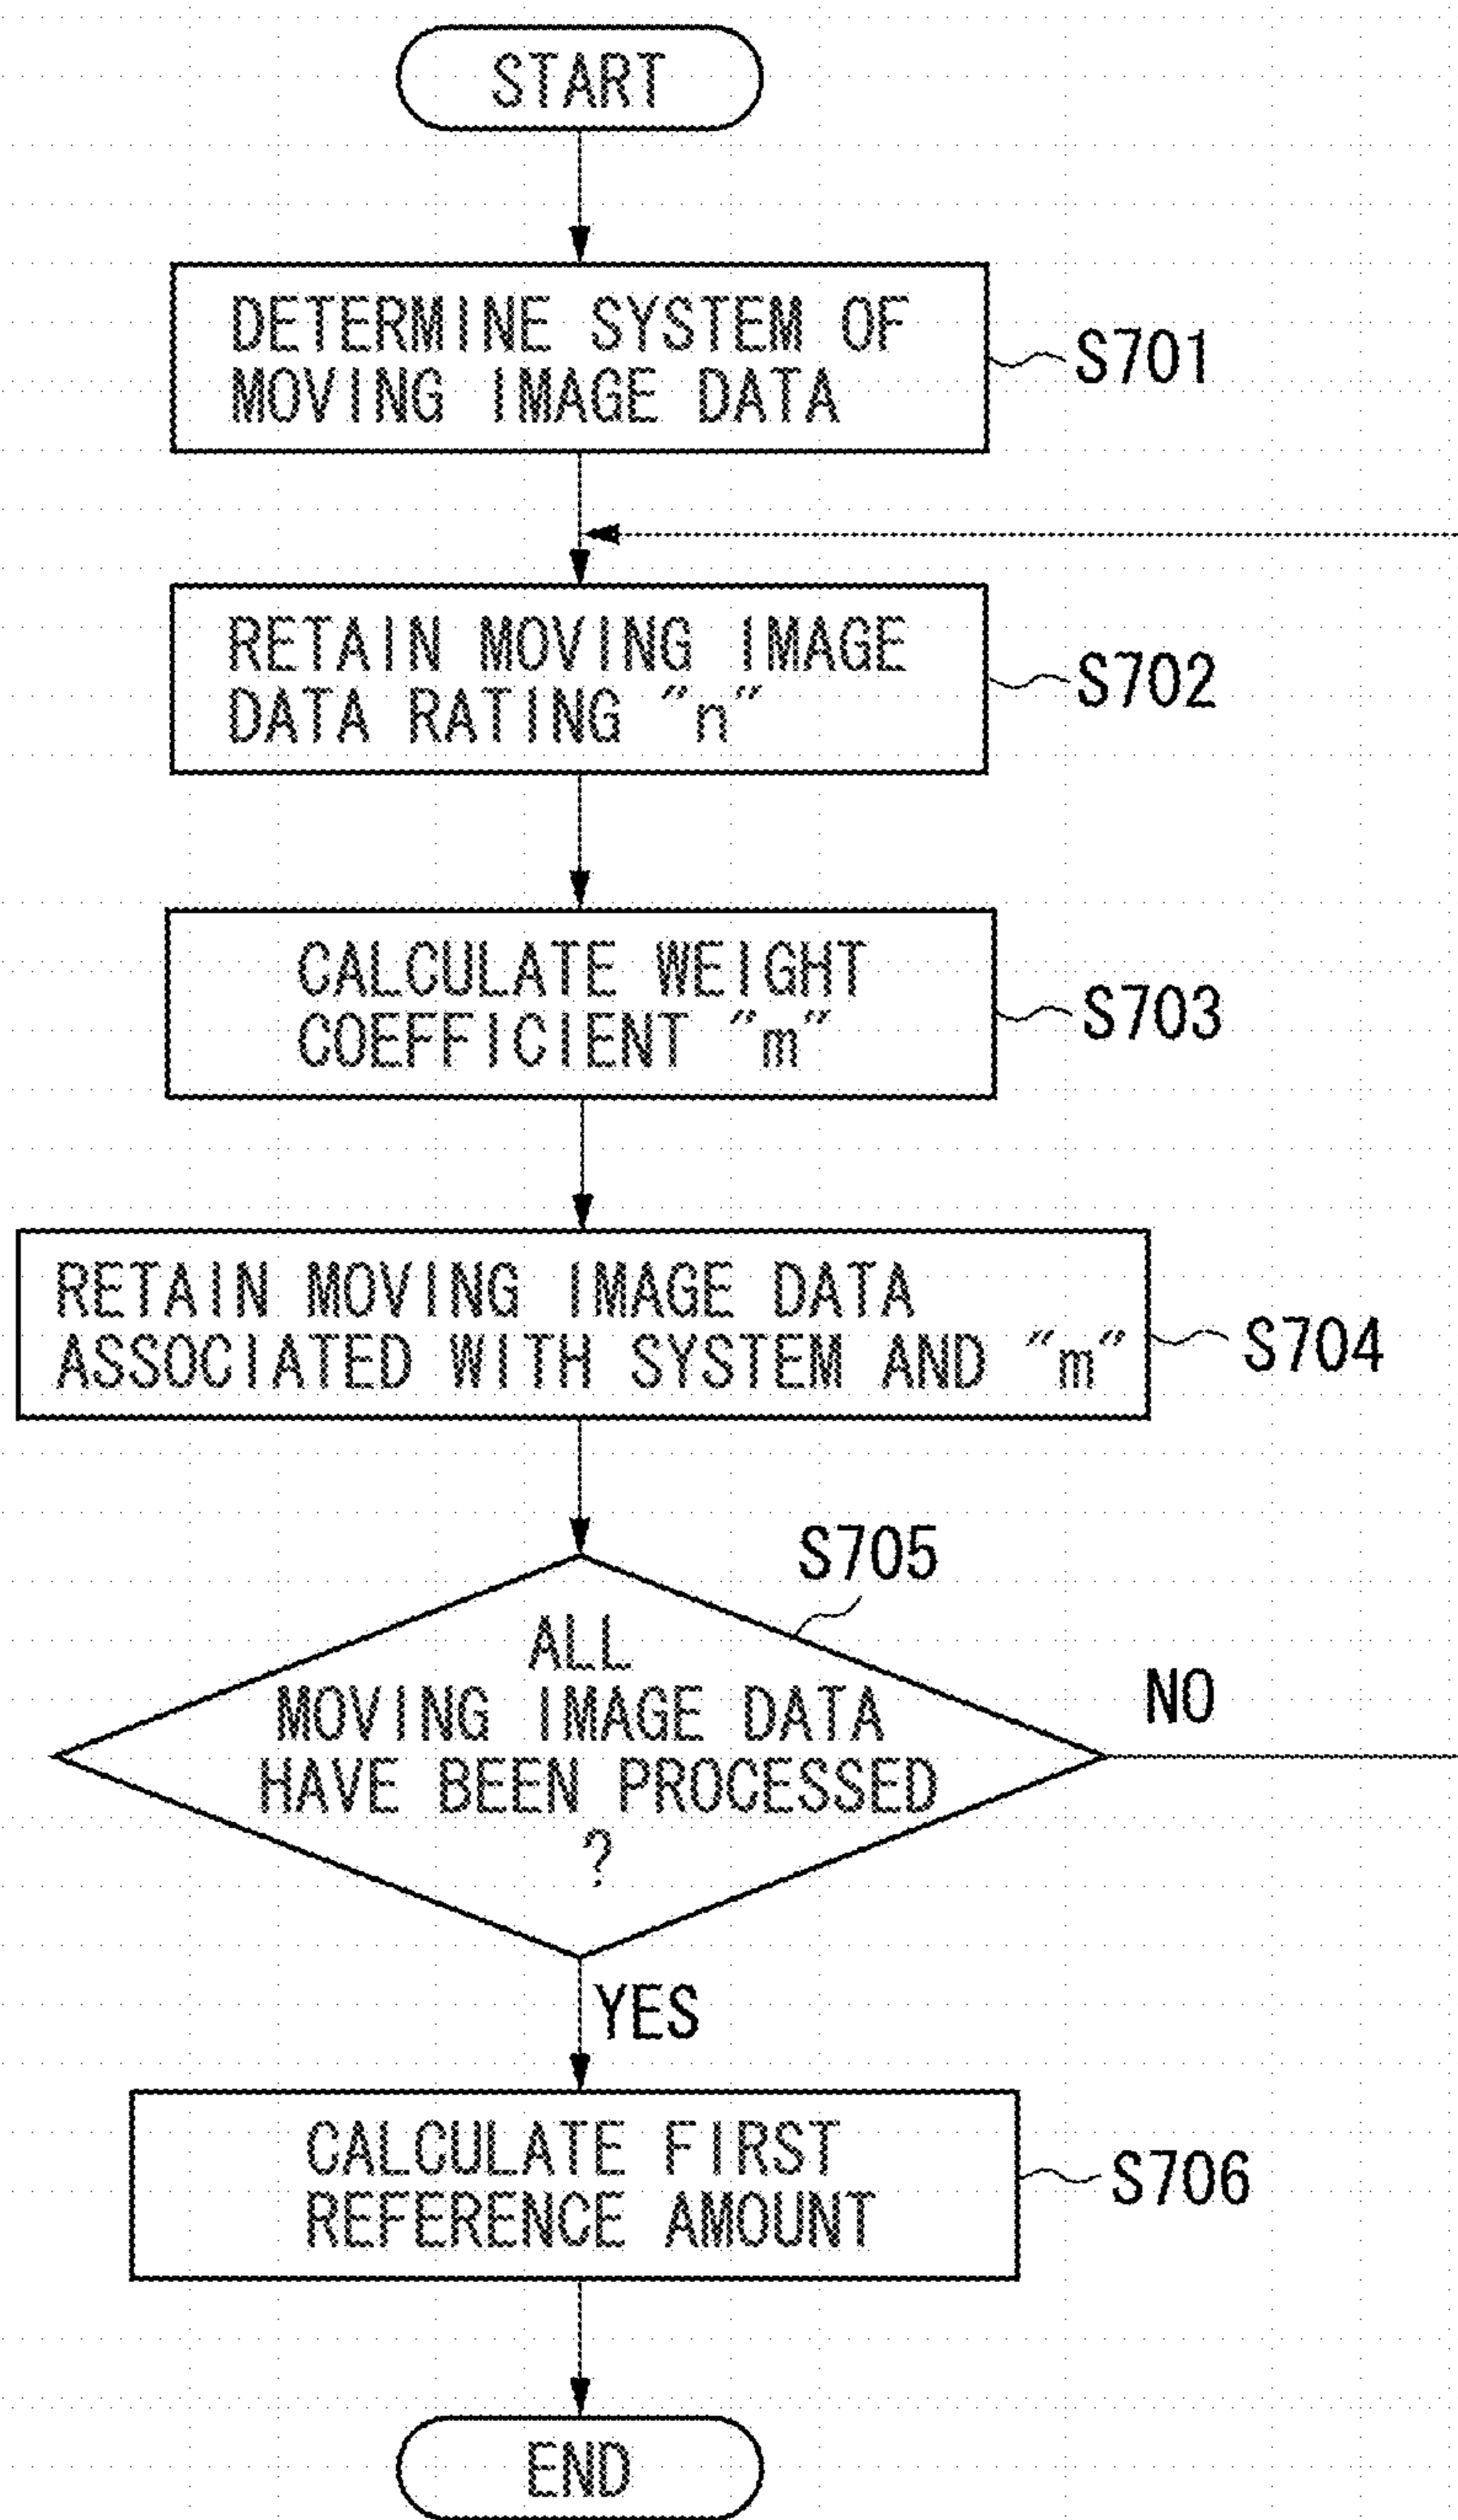 START
DETERMINE SYSTEM OF
MOVING IMAGE DATA
S701
RETAIN MOVING IMAGE
DATA RATING "n"
S702
CALCULATE WEIGHT
COEFFICIENT "m"
S703
RETAIN MOVING IMAGE DATA
ASSOCIATED WITH SYSTEM AND "m"
S704
S705
ALL
MOVING IMAGE DATA
HAVE BEEN PROCESSED
?
NO
YES
CALCULATE FIRST
REFERENCE AMOUNT
S706
END